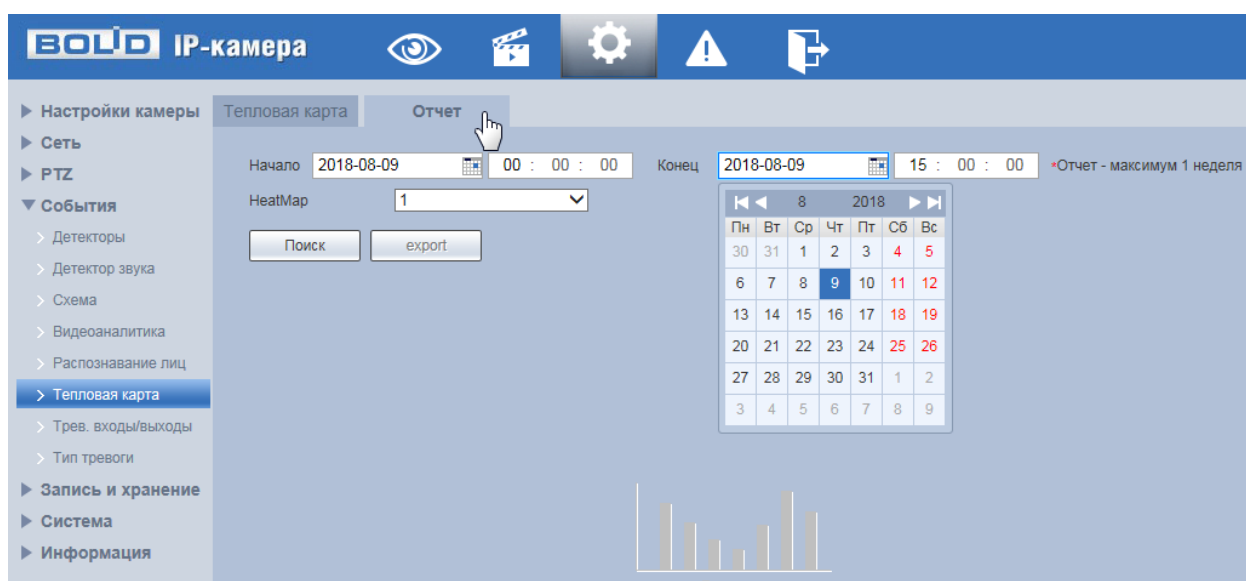 BOLID IP-камера
Настройки камеры
Сеть
PTZ
События
Детекторы
Детектор звука
Схема
Видеоаналитика
Распознавание лиц
Тепловая карта
Трев. входы/выходы
Тип тревоги
Запись и хранение
Система
Информация
Тепловая карта Отчет
Начало 2018-08-09 00 : 00 : 00 Конец 2018-08-09 15 : 00 : 00 *Отчет - максимум 1 неделя
HeatMap 1
Поиск export
8 2018
Пн Вт Ср Чт Пт Сб Вс
30 31 1 2 3 4 5
6 7 8 9 10 11 12
13 14 15 16 17 18 19
20 21 22 23 24 25 26
27 28 29 30 31 1 2
3 4 5 6 7 8 9